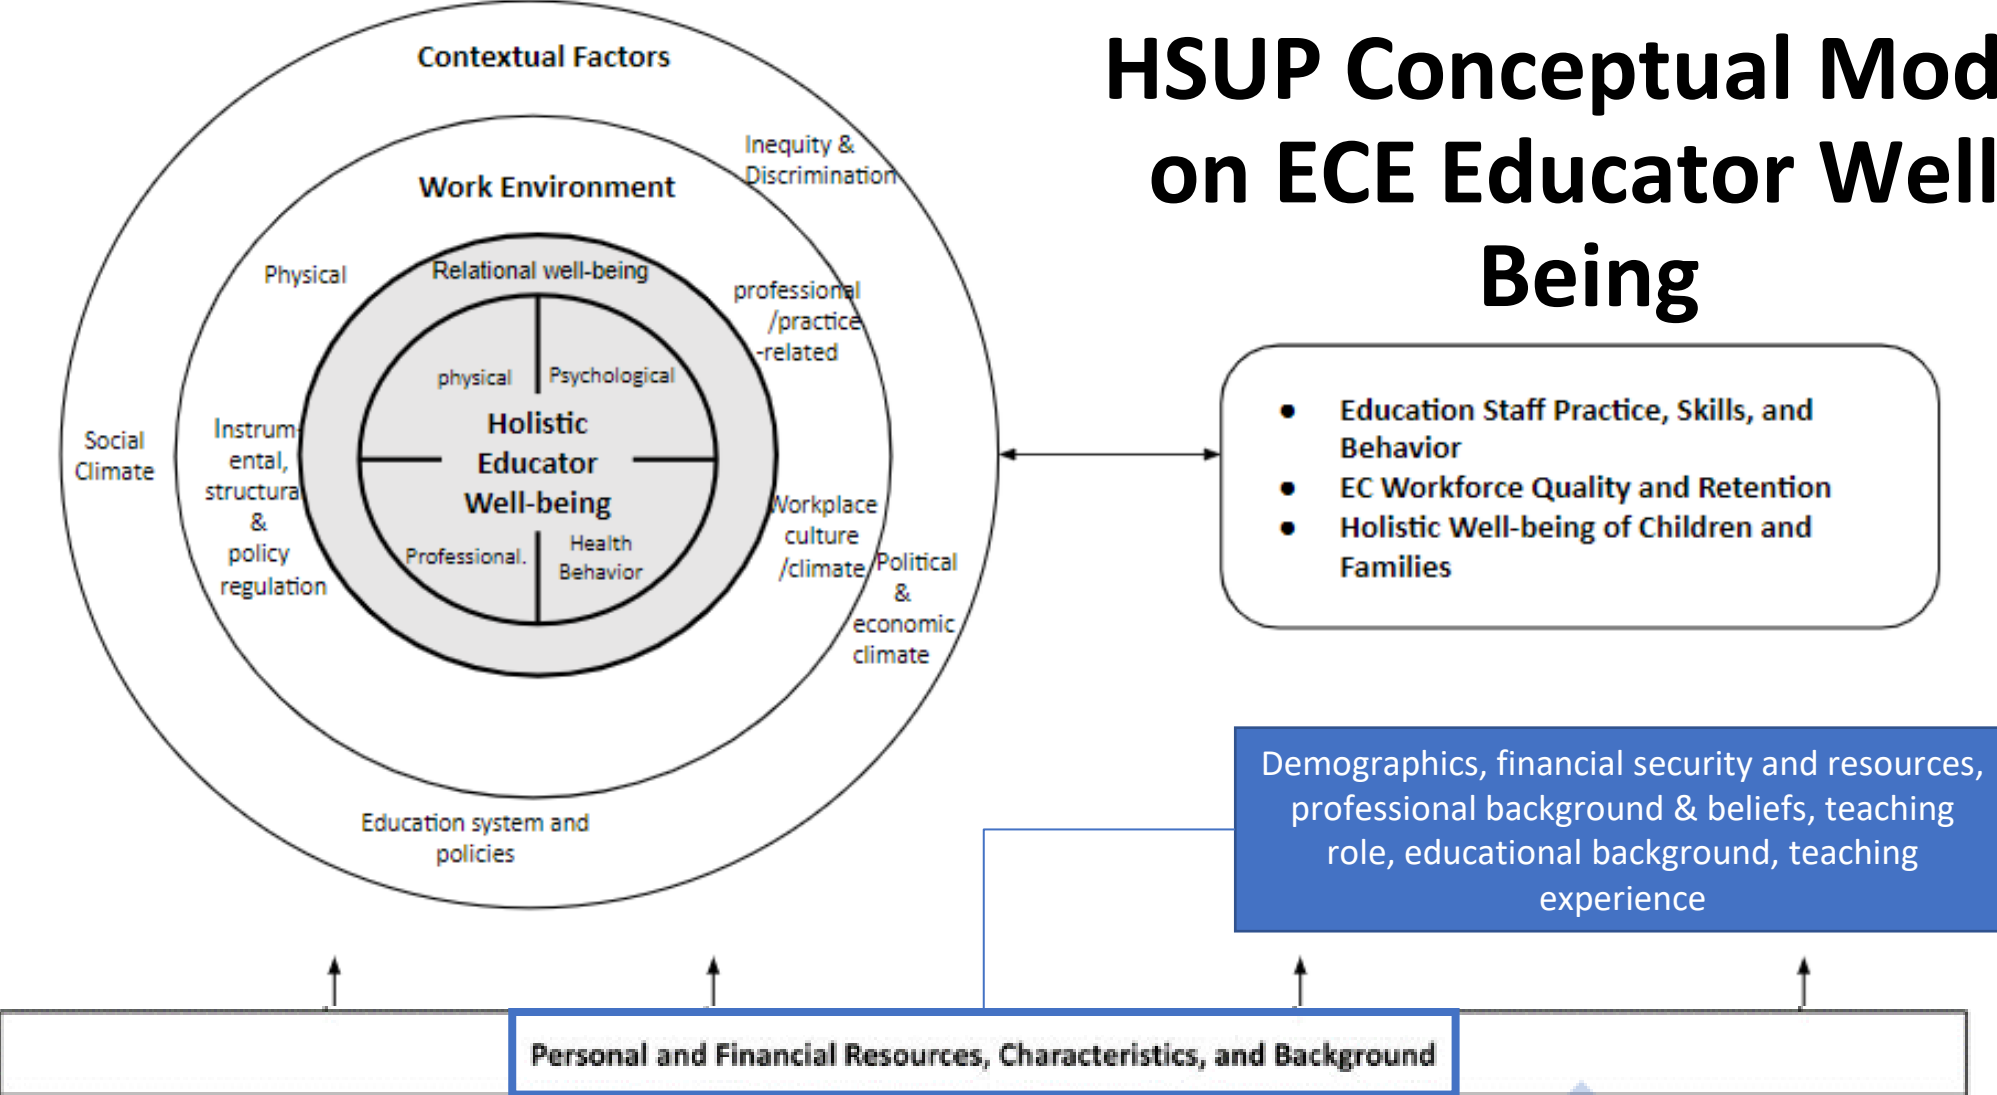 HSUP Conceptual Mod
on ECE Educator Well
Being
Contextual Factors
Inequity &
Discrimination
Work Environment
Physical
Relational well-being
professional
/practice
-related
physical
Psychological
Holistic
Educator
Well-being
Professional.
Health
Behavior
Social
Climate
Instrum-
ental,
structura
&
policy
regulation
Workplace
culture
/climate
Political
&
economic
climate
Education system and
policies
● Education Staff Practice, Skills, and
Behavior
● EC Workforce Quality and Retention
● Holistic Well-being of Children and
Families
Demographics, financial security and resources,
professional background & beliefs, teaching
role, educational background, teaching
experience
Personal and Financial Resources, Characteristics, and Background